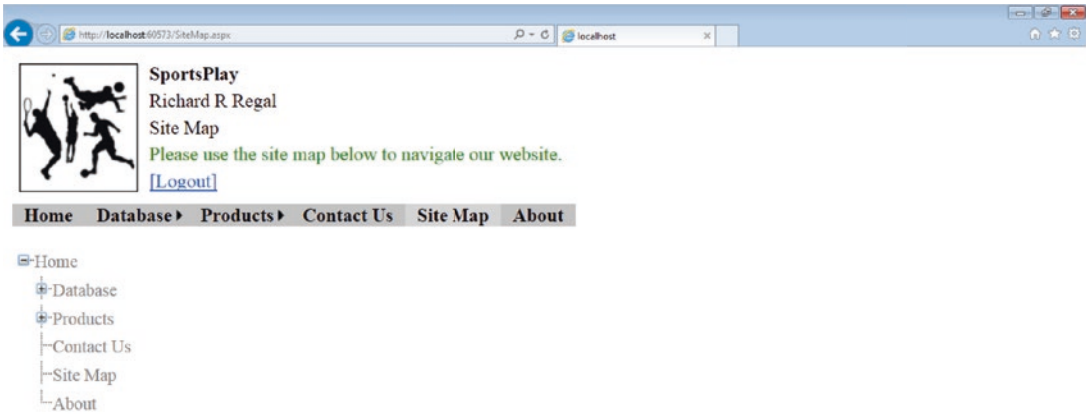 http://localhost:60573/SiteMap.aspx
localhost
SportsPlay
Richard R Regal
Site Map
Please use the site map below to navigate our website.
[Logout]
Home Database Products Contact Us Site Map About
Home
Database
Products
Contact Us
Site Map
About